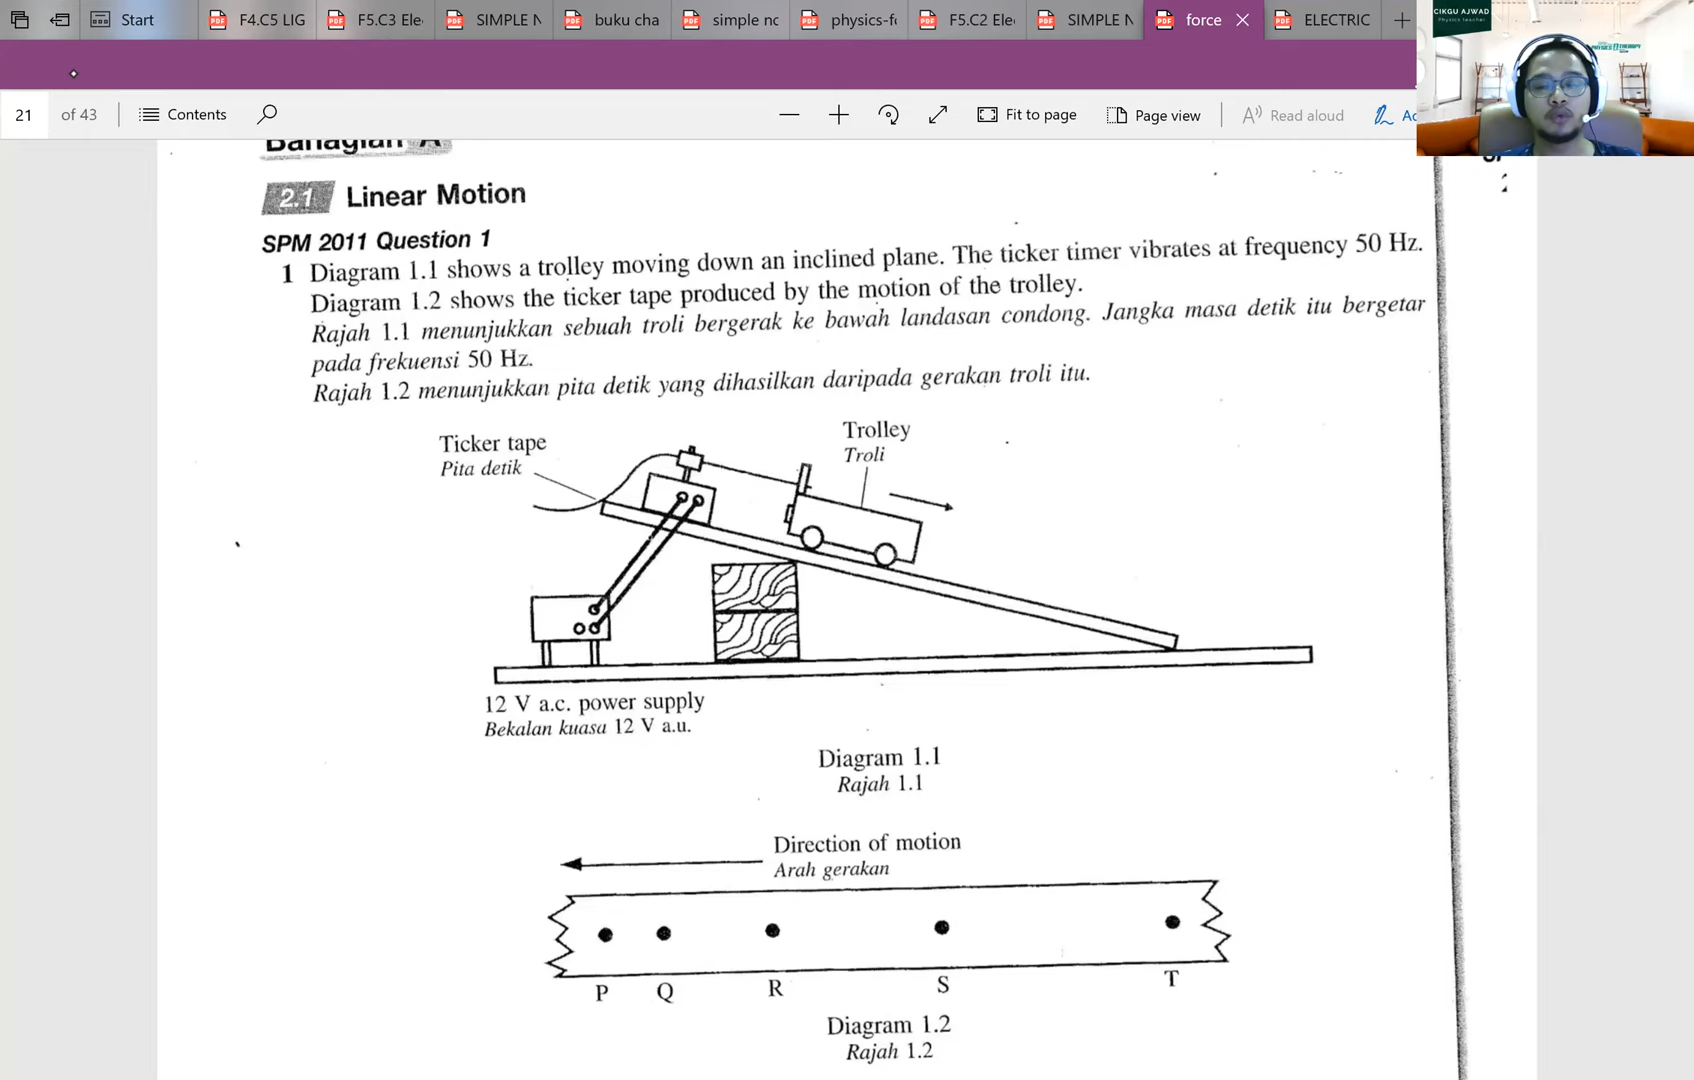 Start
F4.C5 LIG
F5.C3 Ele
SIMPLE N
buku cha
simple no
physics-fo
F5.C2 Ele
SIMPLE N
force
ELECTRIC
CIKGU AJWAD
Physics teacher
21 of 43
Contents
Fit to page
Page view
Read aloud
Bahagian A
2.1 Linear Motion
SPM 2011 Question 1
1 Diagram 1.1 shows a trolley moving down an inclined plane. The ticker timer vibrates at frequency 50 Hz.
Diagram 1.2 shows the ticker tape produced by the motion of the trolley.
Rajah 1.1 menunjukkan sebuah troli bergerak ke bawah landasan condong. Jangka masa detik itu bergetar
pada frekuensi 50 Hz.
Rajah 1.2 menunjukkan pita detik yang dihasilkan daripada gerakan troli itu.
Ticker tape
Pita detik
Trolley
Troli
12 V a.c. power supply
Bekalan kuasa 12 V a.u.
Diagram 1.1
Rajah 1.1
Direction of motion
Arah gerakan
P Q R S T
Diagram 1.2
Rajah 1.2